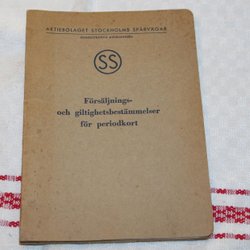 AKTIEBOLAGET STOCKHOLMS SPÅRVÄGAR
SS
Försäljnings-
och giltighetsbestämmelser
för periodkort